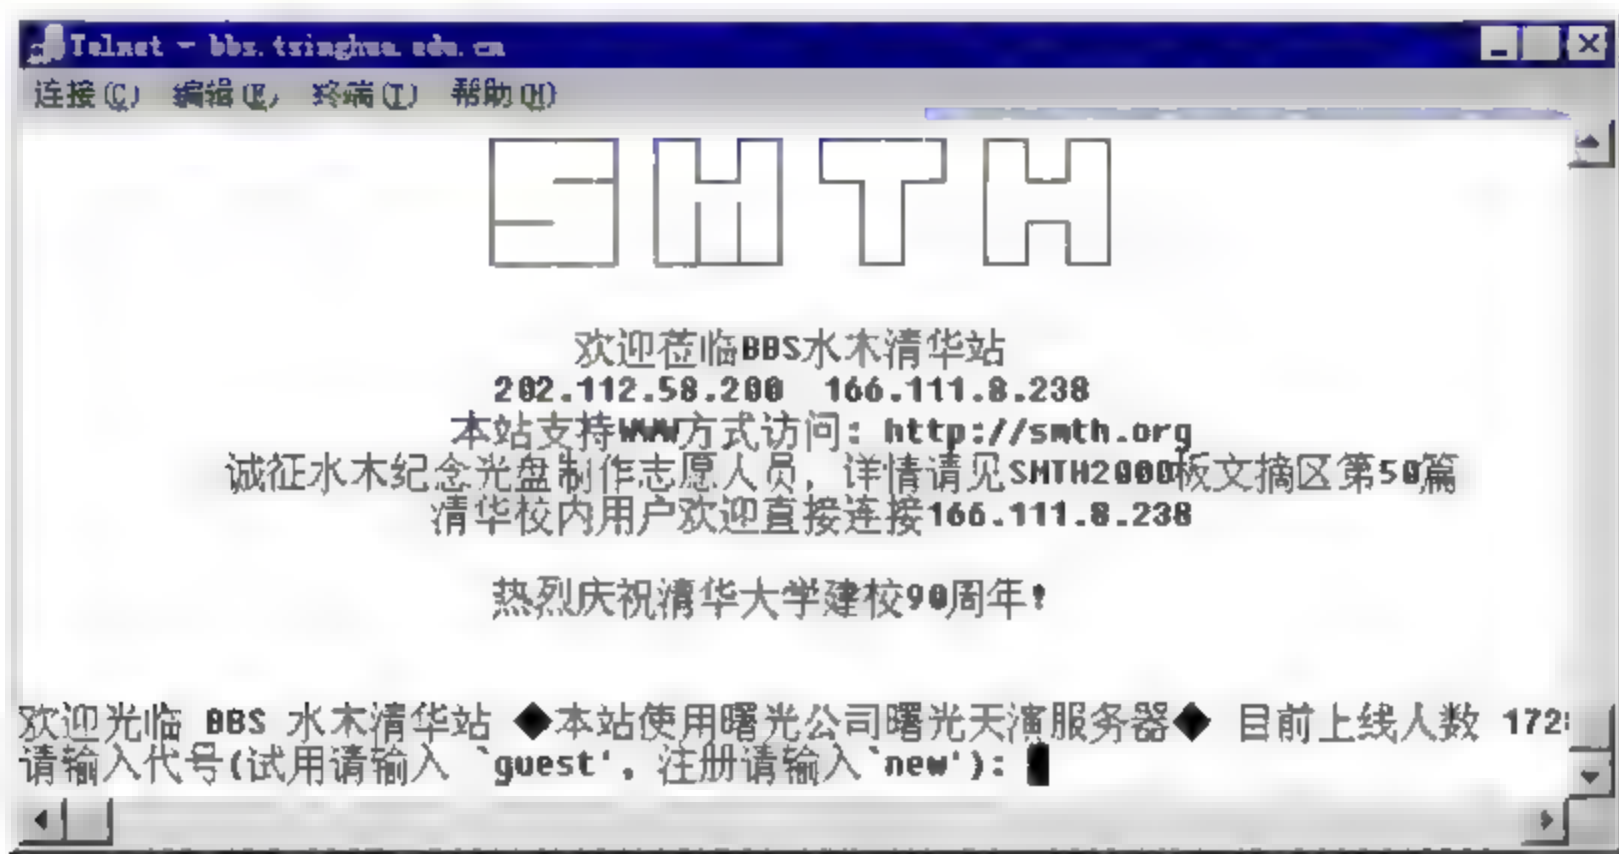 Telnet - bbs.tsinghua.edu.cn
连接(C) 编辑(E) 终端(T) 帮助(H)
SMTH
欢迎莅临BBS水木清华站
202.112.58.200 166.111.8.238
本站支持WWW方式访问: http://smth.org
诚征水木纪念光盘制作志愿人员, 详情请见SMTH2000板文摘区第50篇
清华校内用户欢迎直接连接166.111.8.238
热烈庆祝清华大学建校90周年!
欢迎光临 BBS 水木清华站 ◆本站使用曙光公司曙光天演服务器◆ 目前上线人数 172
请输入代号(试用请输入 `guest', 注册请输入`new'):